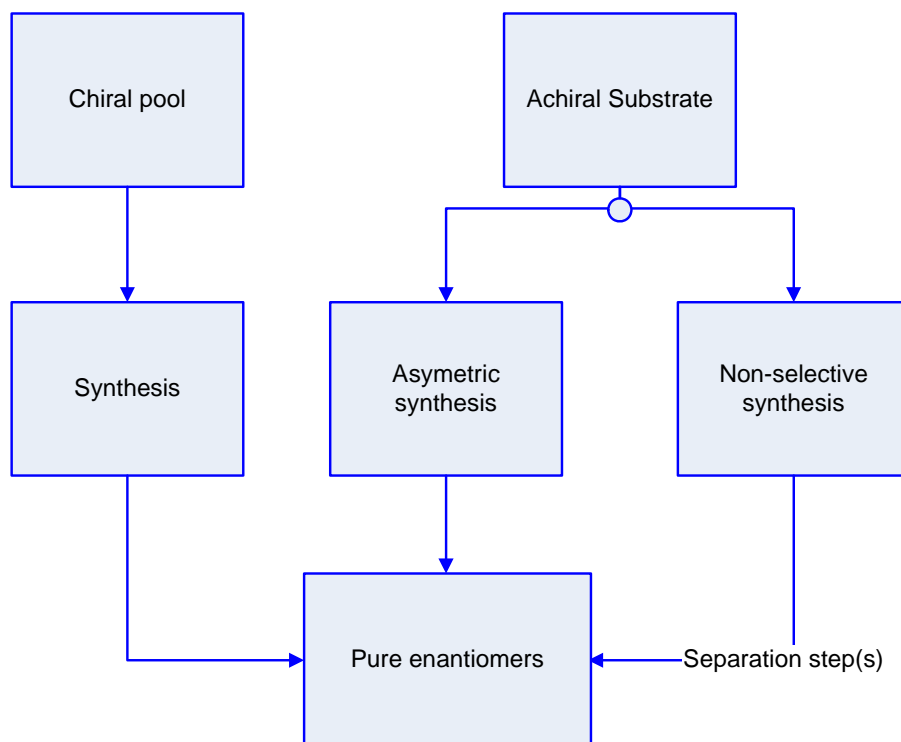 Chiral pool
Achiral Substrate
Synthesis
Asymetric
synthesis
Non-selective
synthesis
Pure enantiomers
Separation step(s)